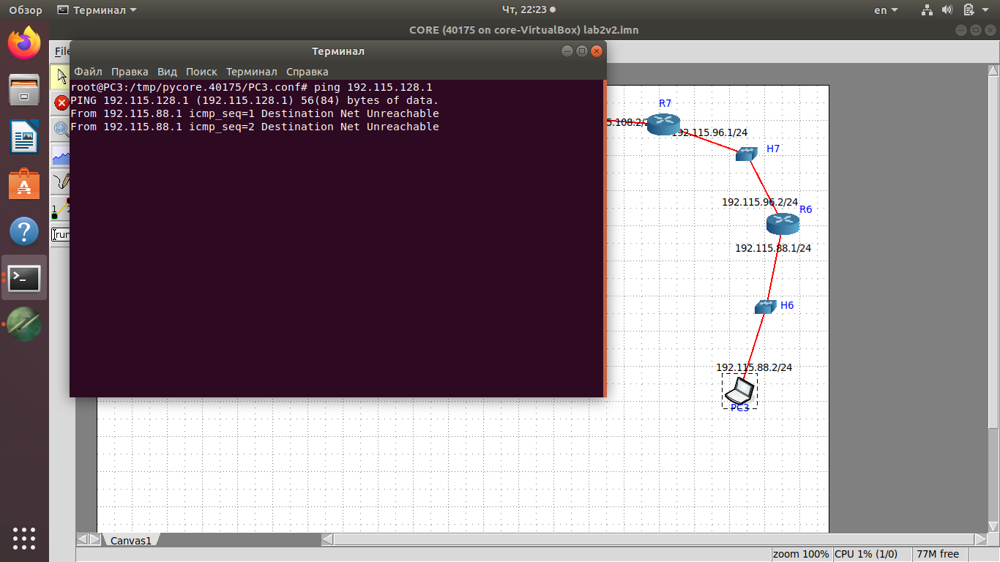 Обзор
Терминал
Чт, 22:23
en
CORE (40175 on core-VirtualBox) lab2v2.imn
File
Терминал
Файл Правка Вид Поиск Терминал Справка
root@PC3:/tmp/pycore.40175/PC3.conf# ping 192.115.128.1
PING 192.115.128.1 (192.115.128.1) 56(84) bytes of data.
From 192.115.88.1 icmp_seq=1 Destination Net Unreachable
From 192.115.88.1 icmp_seq=2 Destination Net Unreachable
R7
5.108.2/
192.115.96.1/24
H7
192.115.96.2/24
R6
192.115.88.1/24
H6
192.115.88.2/24
PC3
1
run
Canvas1
zoom 100%
CPU 1% (1/0)
77M free